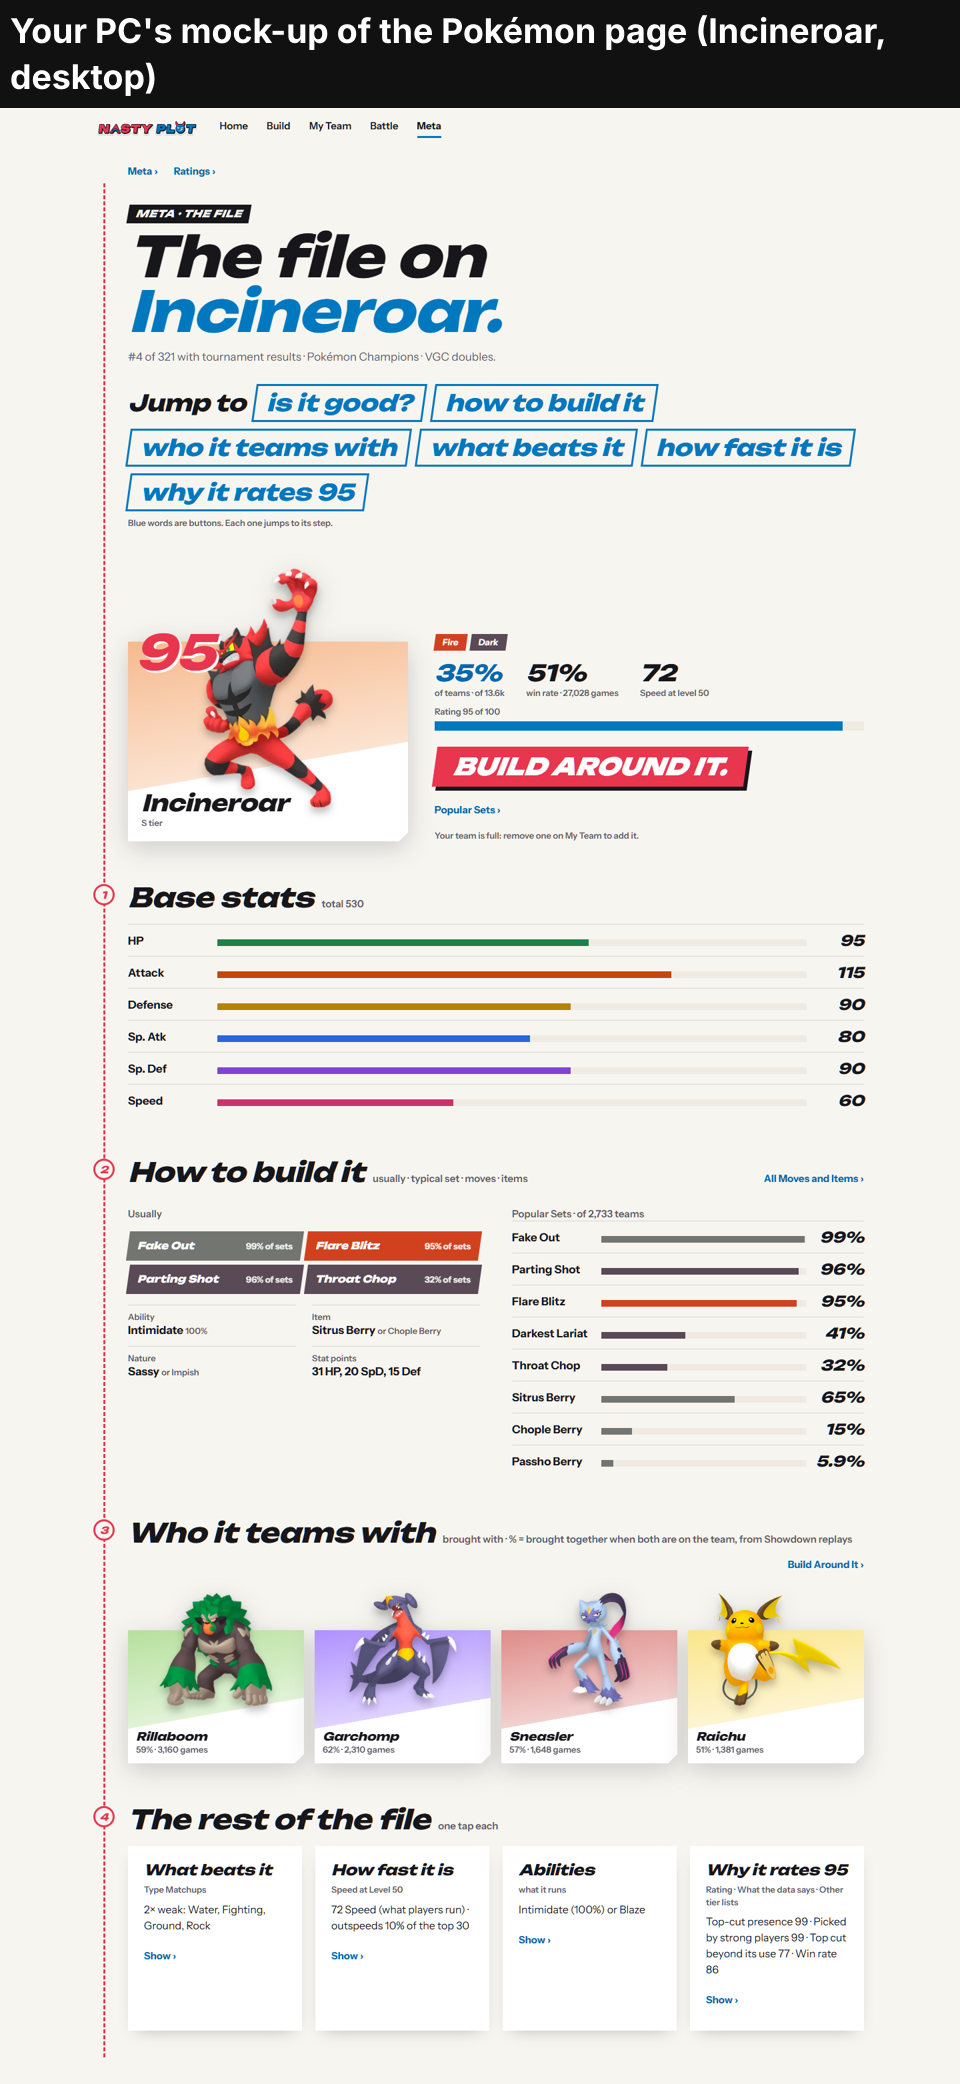 Your PC's mock-up of the Pokémon page (Incineroar,
desktop)
NASTY PLOT
Home Build My Team Battle Meta
Meta › Ratings ›
META · THE FILE
The file on
Incineroar.
#4 of 321 with tournament results · Pokémon Champions · VGC doubles.
Jump to is it good? how to build it
who it teams with what beats it how fast it is
why it rates 95
Blue words are buttons. Each one jumps to its step.
95
Incineroar
S tier
Fire Dark
35% 51% 72
of teams · of 13.6k win rate · 27,028 games Speed at level 50
Rating 95 of 100
BUILD AROUND IT.
Popular Sets ›
Your team is full: remove one on My Team to add it.
1 Base stats total 530
HP 95
Attack 115
Defense 90
Sp. Atk 80
Sp. Def 90
Speed 60
2 How to build it usually · typical set · moves · items All Moves and Items ›
Usually
Fake Out 99% of sets Flare Blitz 95% of sets
Parting Shot 96% of sets Throat Chop 32% of sets
Ability Item
Intimidate 100% Sitrus Berry or Chople Berry
Nature Stat points
Sassy or Impish 31 HP, 20 SpD, 15 Def
Popular Sets · of 2,733 teams
Fake Out 99%
Parting Shot 96%
Flare Blitz 95%
Darkest Lariat 41%
Throat Chop 32%
Sitrus Berry 65%
Chople Berry 15%
Passho Berry 5.9%
3 Who it teams with brought with · % = brought together when both are on the team, from Showdown replays
Build Around It ›
Rillaboom
59% · 3,160 games
Garchomp
62% · 2,310 games
Sneasler
57% · 1,648 games
Raichu
51% · 1,381 games
4 The rest of the file one tap each
What beats it
Type Matchups
2× weak: Water, Fighting,
Ground, Rock
Show ›
How fast it is
Speed at Level 50
72 Speed (what players run) ·
outspeeds 10% of the top 30
Show ›
Abilities
what it runs
Intimidate (100%) or Blaze
Show ›
Why it rates 95
Rating · What the data says · Other
tier lists
Top-cut presence 99 · Picked
by strong players 99 · Top cut
beyond its use 77 · Win rate
86
Show ›